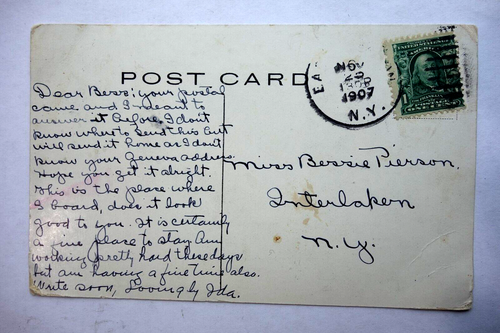 POST CARD
NOV
25
1907
N.Y.
Dear Bess; your postal
came and I meant to
answer it before. I don't
know where to send this but
will send it home as I don't
know your Geneva address.
Hope you get it alright.
This is the place where
I board, does it look
good to you. It is certainly
a fine place to stay. Am
working pretty hard these days
but am having a fine time also.
Write soon, Lovingly Ida.
Miss Bessie Pierson.
Interlaken
N.Y.